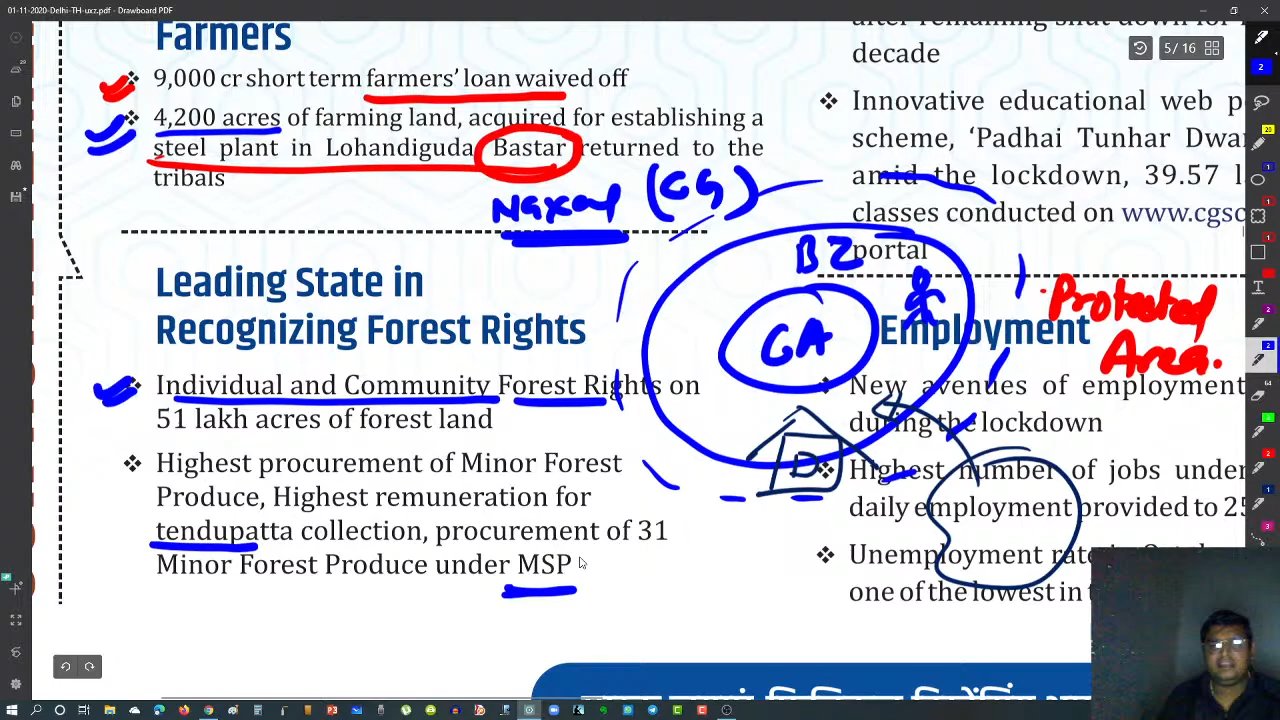 01-11-2020-Delhi-TH-uxz.pdf - Drawboard PDF
5 / 16
Farmers
❖ 9,000 cr short term farmers' loan waived off
❖ 4,200 acres of farming land, acquired for establishing a
steel plant in Lohandiguda, Bastar returned to the
tribals
Naxal (CG)
Leading State in
Recognizing Forest Rights
❖ Individual and Community Forest Rights on
51 lakh acres of forest land
❖ Highest procurement of Minor Forest
Produce, Highest remuneration for
tendupatta collection, procurement of 31
Minor Forest Produce under MSP
after remaining shut down for
decade
❖ Innovative educational web p
scheme, 'Padhai Tunhar Dwa
amid the lockdown, 39.57 l
classes conducted on www.cgsc
portal
BZ
CA
Protected
Area.
Employment
❖ New avenues of employment
during the lockdown
D
❖ Highest number of jobs under
daily employment provided to 25
❖ Unemployment rate
one of the lowest in